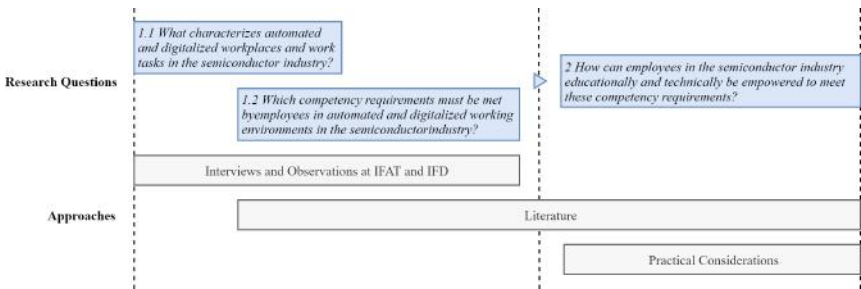 1.1 What characterizes automated
and digitalized workplaces and work
tasks in the semiconductor industry?
Research Questions
2 How can employees in the semiconductor industry
educationally and technically be empowered to meet
these competency requirements?
1.2 Which competency requirements must be met
byemployees in automated and digitalized working
environments in the semiconductorindustry?
Interviews and Observations at IFAT and IFD
Approaches
Literature
Practical Considerations